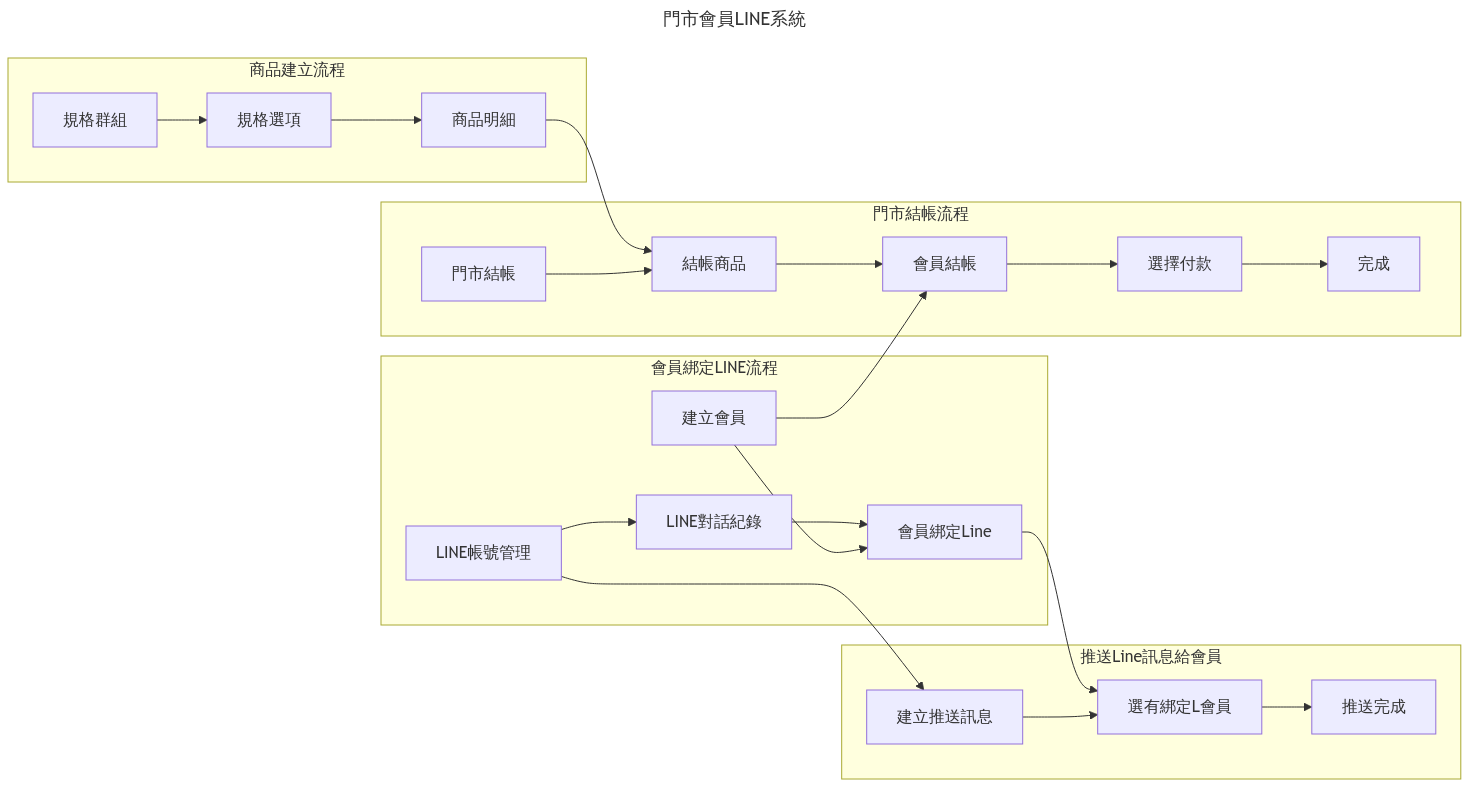 門市會員LINE系統
商品建立流程
規格群組
規格選項
商品明細
門市結帳流程
門市結帳
結帳商品
會員結帳
選擇付款
完成
會員綁定LINE流程
建立會員
LINE帳號管理
LINE對話紀錄
會員綁定Line
推送Line訊息給會員
建立推送訊息
選有綁定L會員
推送完成